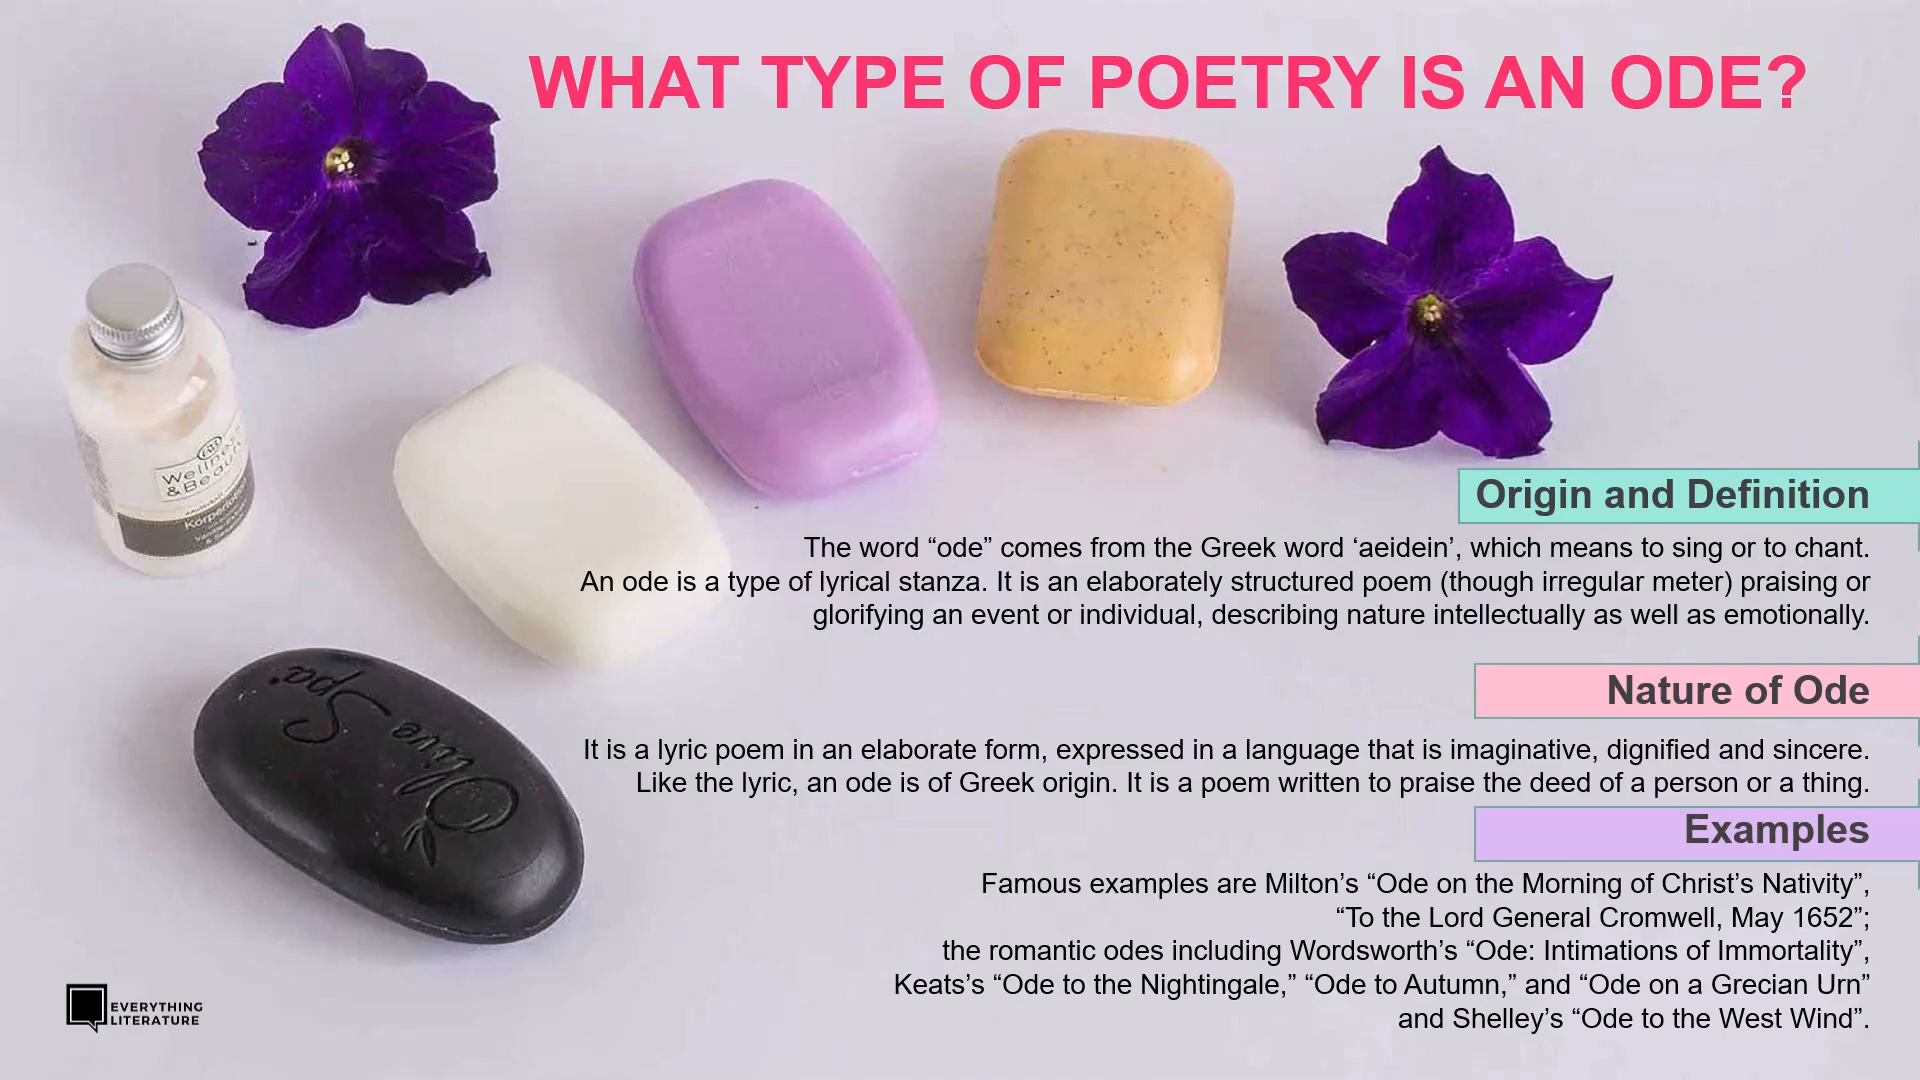 WHAT TYPE OF POETRY IS AN ODE?
Wellness
& Beauty
Origin and Definition
The word “ode” comes from the Greek word ‘aeidein’, which means to sing or to chant.
An ode is a type of lyrical stanza. It is an elaborately structured poem (though irregular meter) praising or
glorifying an event or individual, describing nature intellectually as well as emotionally.
Nature of Ode
It is a lyric poem in an elaborate form, expressed in a language that is imaginative, dignified and sincere.
Like the lyric, an ode is of Greek origin. It is a poem written to praise the deed of a person or a thing.
Olive
Spa
Examples
Famous examples are Milton’s “Ode on the Morning of Christ’s Nativity”,
“To the Lord General Cromwell, May 1652”;
the romantic odes including Wordsworth’s “Ode: Intimations of Immortality”,
Keats’s “Ode to the Nightingale,” “Ode to Autumn,” and “Ode on a Grecian Urn”
and Shelley’s “Ode to the West Wind”.
EVERYTHING
LITERATURE